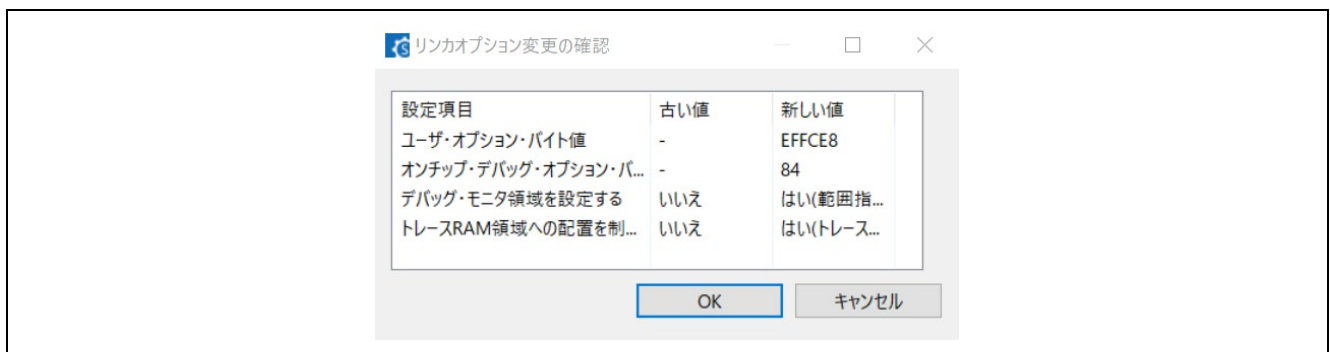 リンカオプション変更の確認
設定項目 古い値 新しい値
ユーザ・オプション・バイト値 - EFFCE8
オンチップ・デバッグ・オプション・バ... - 84
デバッグ・モニタ領域を設定する いいえ はい(範囲指...
トレースRAM領域への配置を制... いいえ はい(トレース...
OK キャンセル